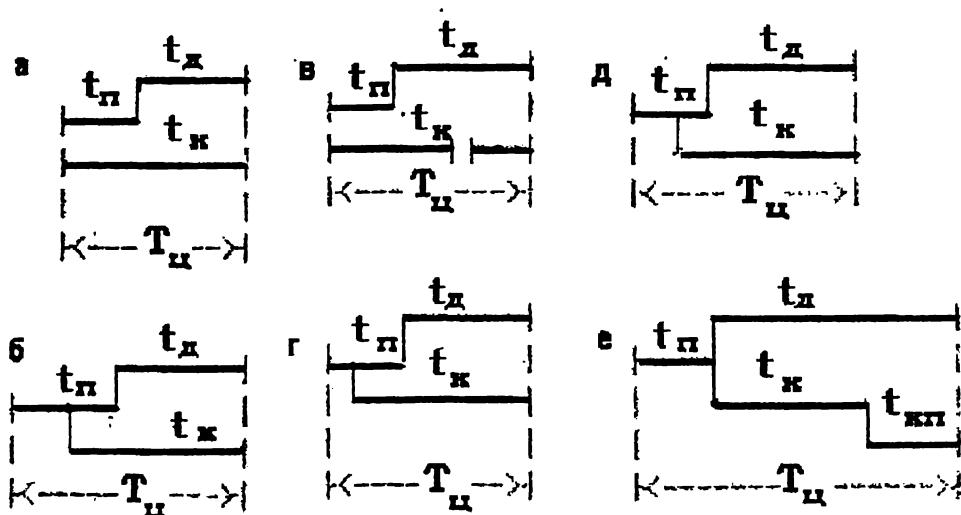 а tп tд
tк
Tц
в tп tд
tк
Tц
д tп tд
tк
Tц
б tп tд
tк
Tц
г tп tд
tк
Tц
е tп tд
tк
tкп
Tц